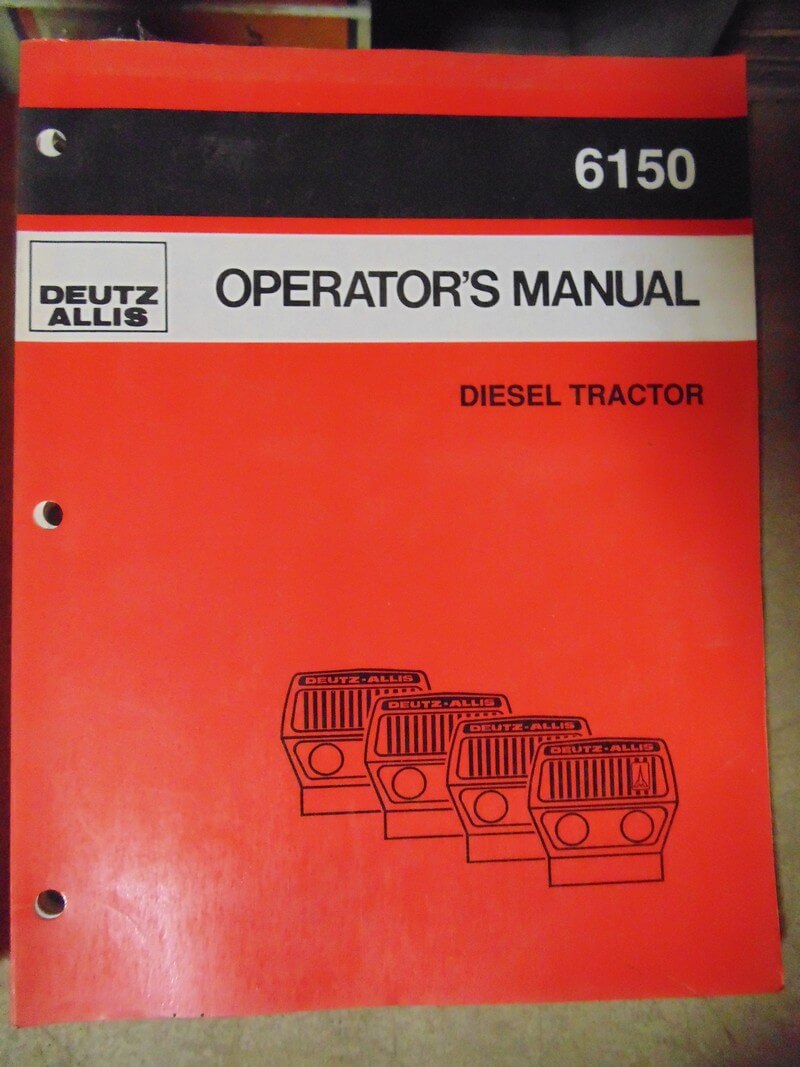 6150
DEUTZ
ALLIS
OPERATOR'S MANUAL
DIESEL TRACTOR
DEUTZ-ALLIS
DEUTZ-ALLIS
DEUTZ-ALLIS
DEUTZ-ALLIS